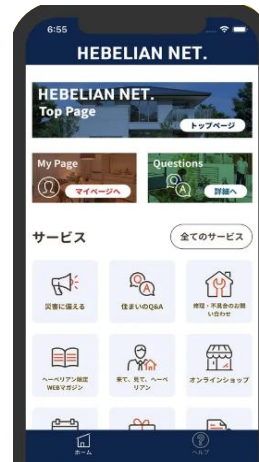 6:55
HEBELIAN NET.
HEBELIAN NET.
Top Page
トップページ
My Page
マイページへ
Questions
Q
A
詳細へ
サービス
全てのサービス
災害に備える
Q
A
住まいのQ&A
修理・不具合のお問
い合わせ
ヘーベリアン限定
WEBマガジン
来て、見て、ヘーベ
リアン
オンラインショップ
ホーム
ヘルプ